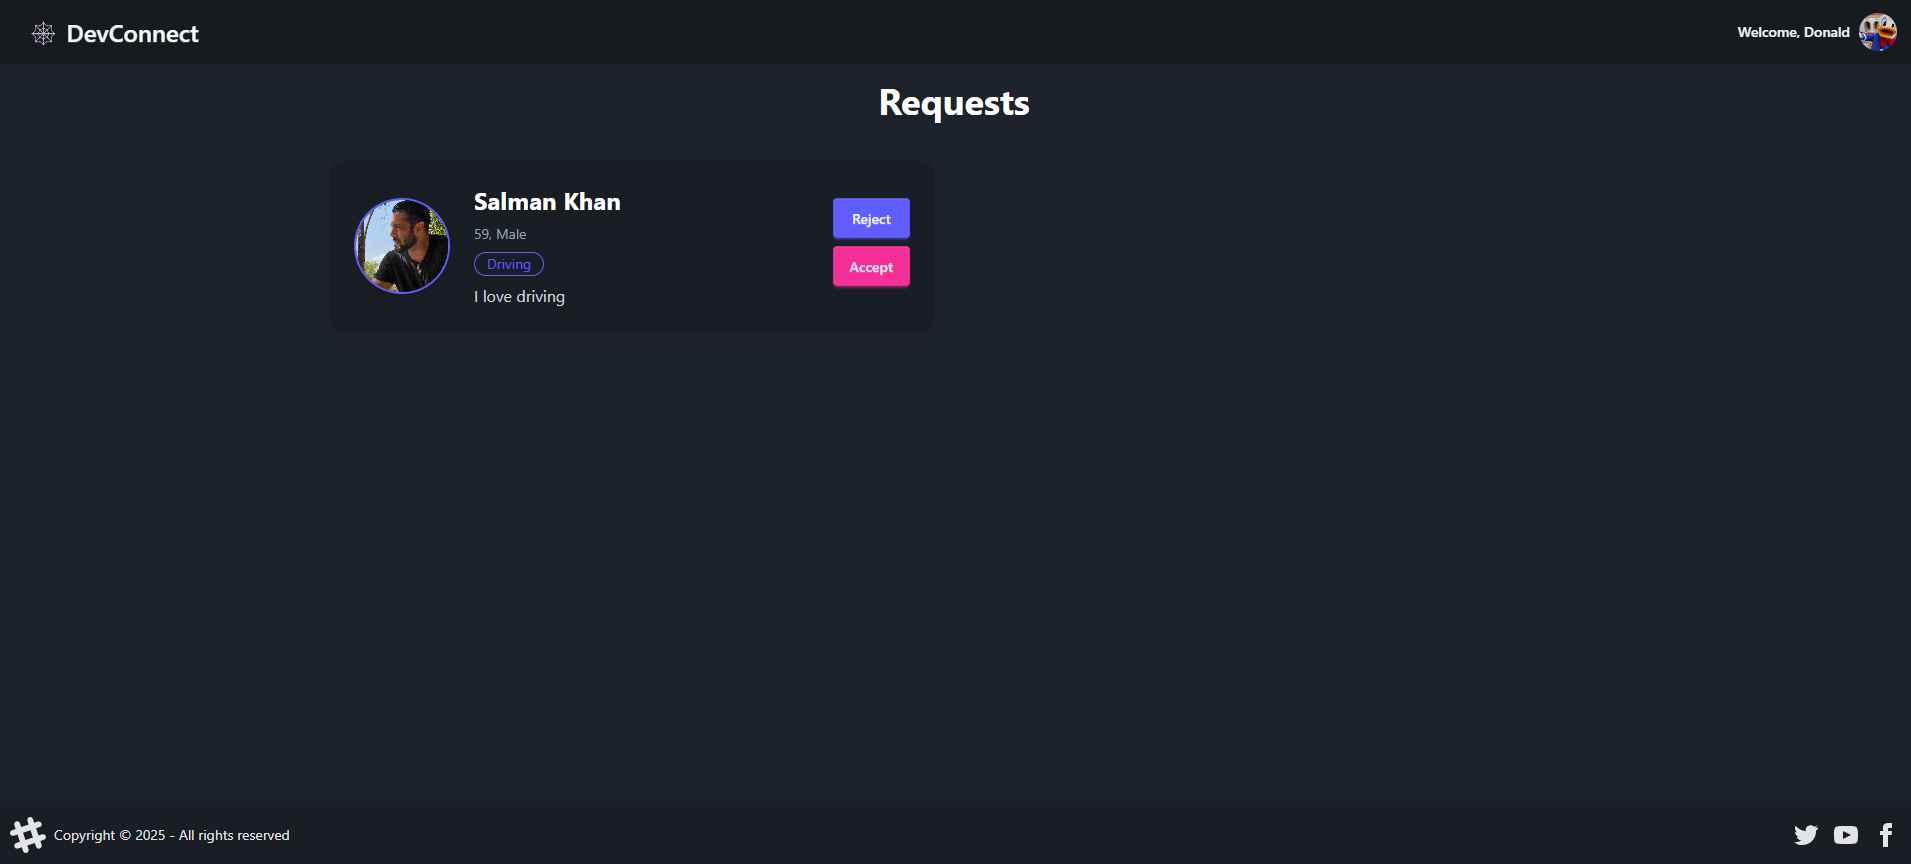 DevConnect
Welcome, Donald
Requests
Salman Khan
59, Male
Driving
I love driving
Reject
Accept
Copyright © 2025 - All rights reserved